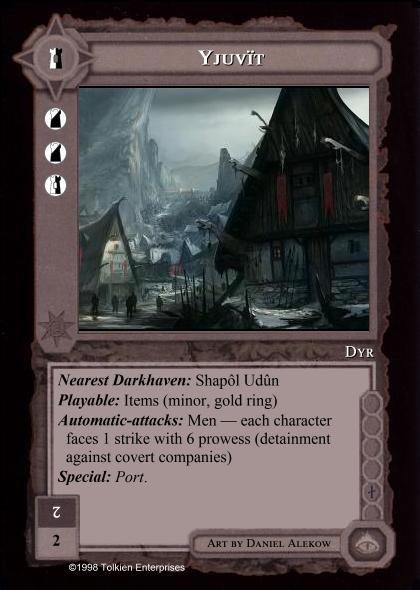 Yjuvït
Dyr
Nearest Darkhaven: Shapôl Udûn
Playable: Items (minor, gold ring)
Automatic-attacks: Men — each character
faces 1 strike with 6 prowess (detainment
against covert companies)
Special: Port.
2
2
Art by Daniel Alekow
©1998 Tolkien Enterprises